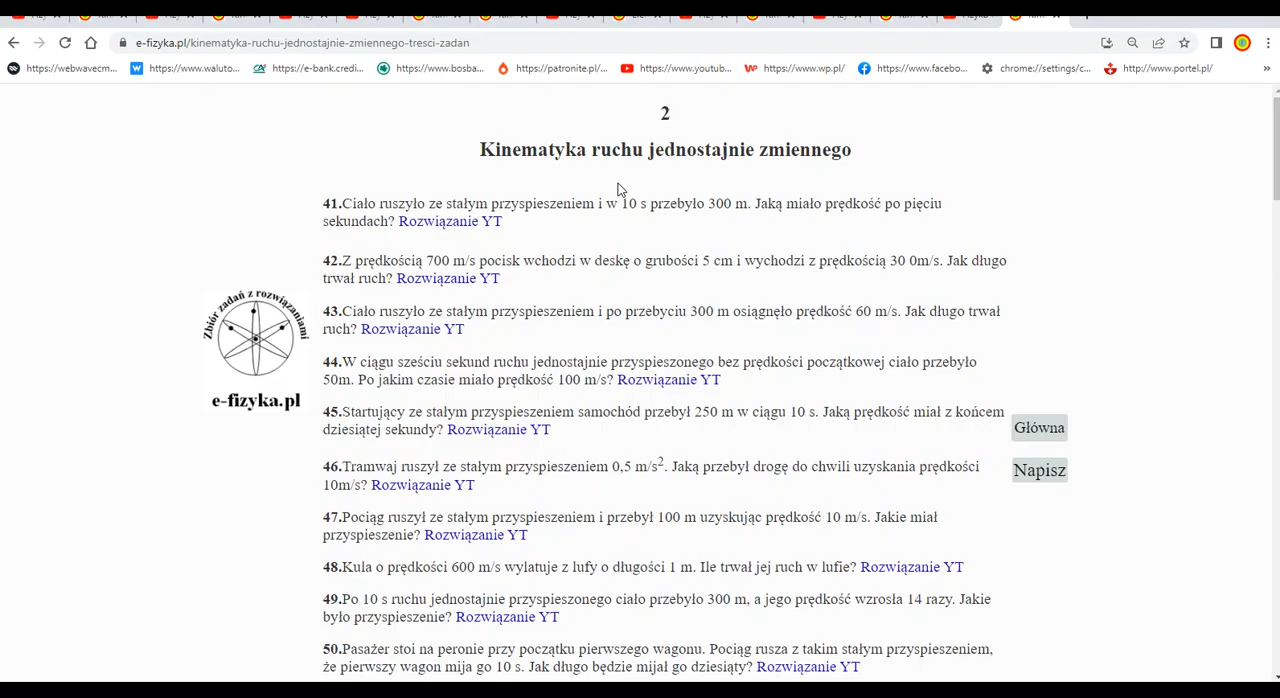 e-fizyka.pl/kinematyka-ruchu-jednostajnie-zmiennego-tresci-zadan
https://webwavecm... https://www.waluto... https://e-bank.credi... https://www.bosba... https://patronite.pl/... https://www.youtub... https://www.wp.pl/ https://www.facebo... chrome://settings/c... http://www.portel.pl/ »
2
Kinematyka ruchu jednostajnie zmiennego
41.Ciało ruszyło ze stałym przyspieszeniem i w 10 s przebyło 300 m. Jaką miało prędkość po pięciu
sekundach? Rozwiązanie YT
42.Z prędkością 700 m/s pocisk wchodzi w deskę o grubości 5 cm i wychodzi z prędkością 30 0m/s. Jak długo
trwał ruch? Rozwiązanie YT
43.Ciało ruszyło ze stałym przyspieszeniem i po przebyciu 300 m osiągnęło prędkość 60 m/s. Jak długo trwał
ruch? Rozwiązanie YT
44.W ciągu sześciu sekund ruchu jednostajnie przyspieszonego bez prędkości początkowej ciało przebyło
50m. Po jakim czasie miało prędkość 100 m/s? Rozwiązanie YT
45.Startujący ze stałym przyspieszeniem samochód przebył 250 m w ciągu 10 s. Jaką prędkość miał z końcem
dziesiątej sekundy? Rozwiązanie YT
46.Tramwaj ruszył ze stałym przyspieszeniem 0,5 m/s². Jaką przebył drogę do chwili uzyskania prędkości
10m/s? Rozwiązanie YT
47.Pociąg ruszył ze stałym przyspieszeniem i przebył 100 m uzyskując prędkość 10 m/s. Jakie miał
przyspieszenie? Rozwiązanie YT
48.Kula o prędkości 600 m/s wylatuje z lufy o długości 1 m. Ile trwał jej ruch w lufie? Rozwiązanie YT
49.Po 10 s ruchu jednostajnie przyspieszonego ciało przebyło 300 m, a jego prędkość wzrosła 14 razy. Jakie
było przyspieszenie? Rozwiązanie YT
50.Pasażer stoi na peronie przy początku pierwszego wagonu. Pociąg rusza z takim stałym przyspieszeniem,
że pierwszy wagon mija go 10 s. Jak długo będzie mijał go dziesiąty? Rozwiązanie YT
Zbiór zadań z rozwiązaniami
e-fizyka.pl
Główna
Napisz